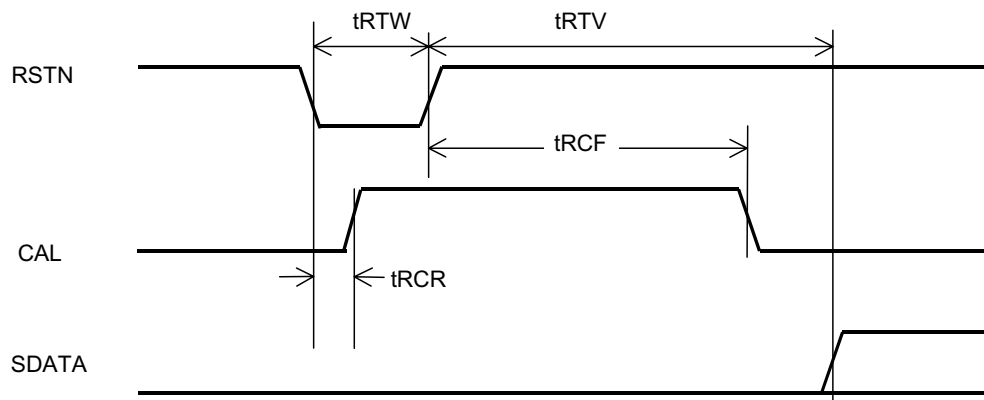 tRTW
tRTV
RSTN
tRCF
CAL
tRCR
SDATA